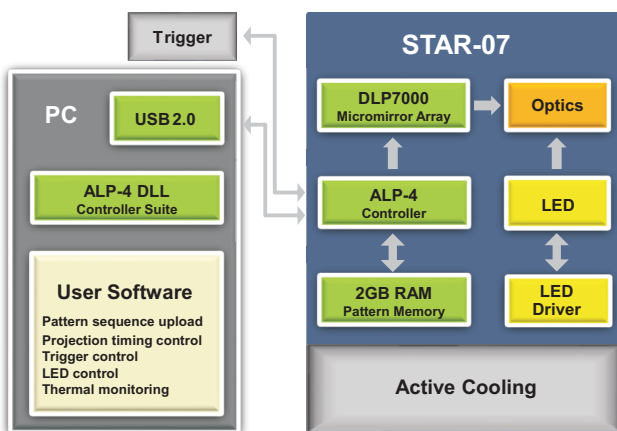 Trigger
PC
USB 2.0
ALP-4 DLL
Controller Suite
User Software
Pattern sequence upload
Projection timing control
Trigger control
LED control
Thermal monitoring
STAR-07
DLP7000
Micromirror Array
Optics
ALP-4
Controller
LED
2GB RAM
Pattern Memory
LED
Driver
Active Cooling